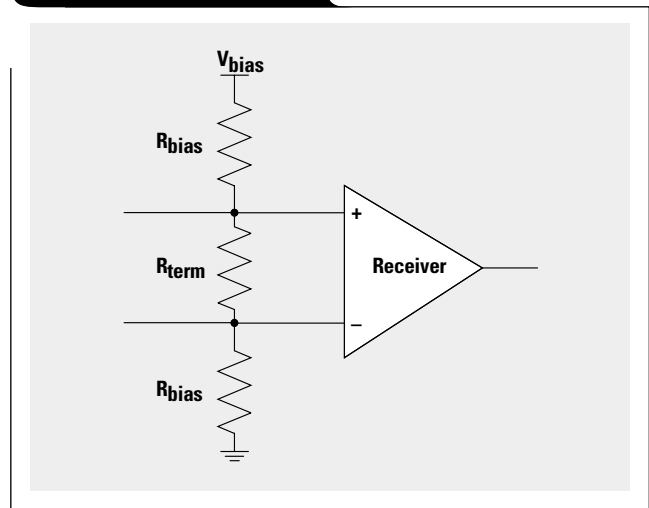 Vbias
Rbias
+
Rterm
Receiver
–
Rbias